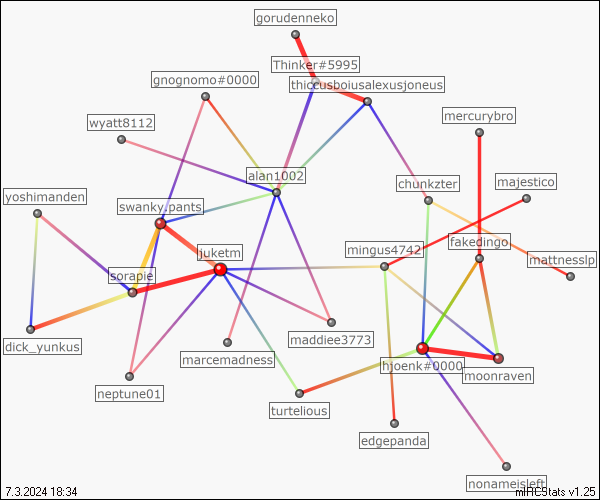 gorudenneko
Thinker#5995
gnognomo#0000
thiccusboiusalexusjoneus
mercurybro
wyatt8112
alan1002
chunkzter
majestico
yoshimanden
swanky.pants
juketm
mingus4742
fakedingo
mattnesslp
sorapie
dick_yunkus
maddiee3773
marcemadness
hjoenk#0000
moonraven
neptune01
turtelious
edgepanda
nonameisleft
7.3.2024 18:34
mIRCStats v1.25